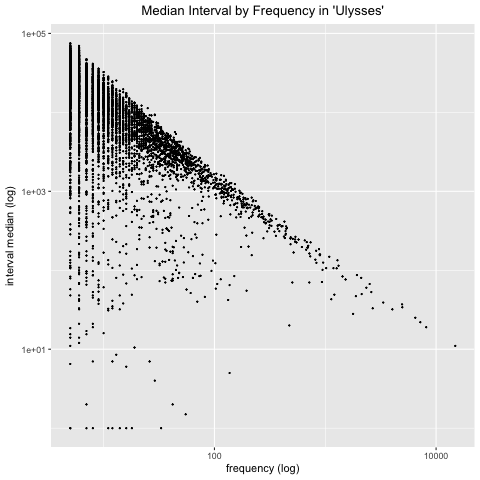 Median Interval by Frequency in 'Ulysses'
1e+05
1e+03
1e+01
interval median (log)
100
10000
frequency (log)